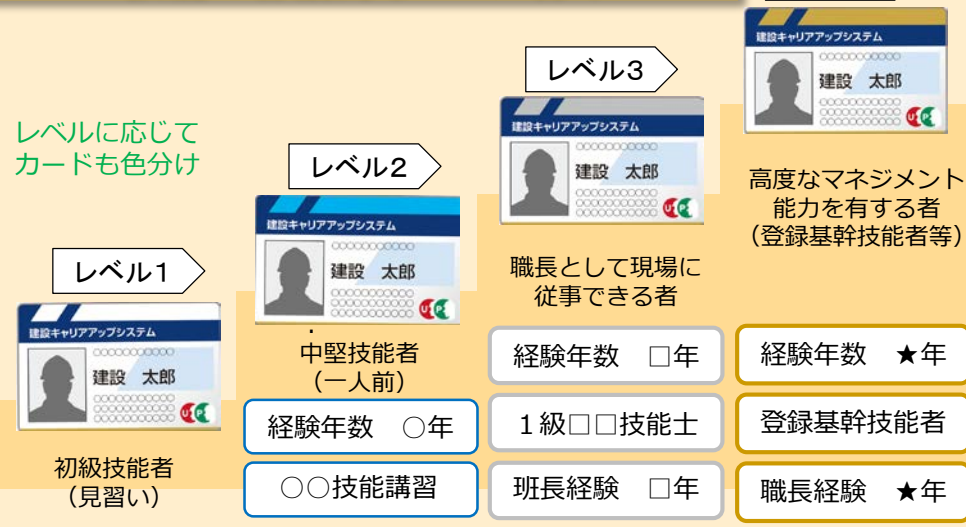 レベルに応じて
カードも色分け
レベル1
建設キャリアアップシステム
○○○○○○○○○○○
建設 太郎
○○○○○○○○○○
○○○○○○○○○○
○○○○○○○○○○
初級技能者
(見習い)
レベル2
建設キャリアアップシステム
○○○○○○○○○○○
建設 太郎
○○○○○○○○○○
○○○○○○○○○○
○○○○○○○○○○
中堅技能者
(一人前)
経験年数 ○年
○○技能講習
レベル3
建設キャリアアップシステム
○○○○○○○○○○○
建設 太郎
○○○○○○○○○○
○○○○○○○○○○
○○○○○○○○○○
職長として現場に
従事できる者
経験年数 □年
1級□□技能士
班長経験 □年
建設キャリアアップシステム
○○○○○○○○○○○
建設 太郎
○○○○○○○○○○
○○○○○○○○○○
○○○○○○○○○○
高度なマネジメント
能力を有する者
(登録基幹技能者等)
経験年数 ★年
登録基幹技能者
職長経験 ★年